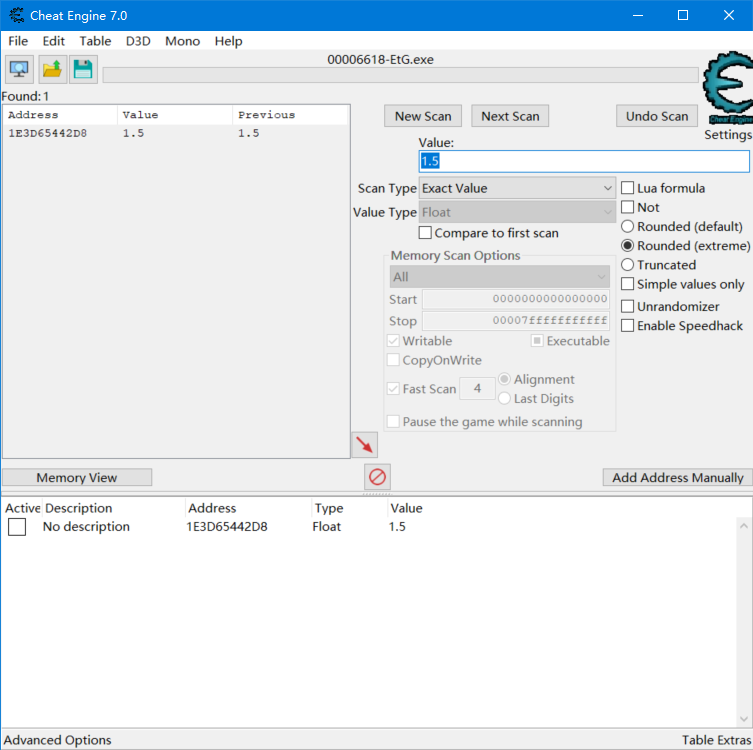 Cheat Engine 7.0
File Edit Table D3D Mono Help
00006618-EtG.exe
Found: 1
Address Value Previous
1E3D65442D8 1.5 1.5
New Scan Next Scan Undo Scan
Cheat Engine
Settings
Value:
1.5
Scan Type Exact Value
Value Type Float
Compare to first scan
Lua formula
Not
Rounded (default)
Rounded (extreme)
Truncated
Simple values only
Unrandomizer
Enable Speedhack
Memory Scan Options
All
Start 0000000000000000
Stop 00007fffffffffff
Writable Executable
CopyOnWrite
Fast Scan 4 Alignment
Last Digits
Pause the game while scanning
Memory View Add Address Manually
Active Description Address Type Value
No description 1E3D65442D8 Float 1.5
Advanced Options Table Extras